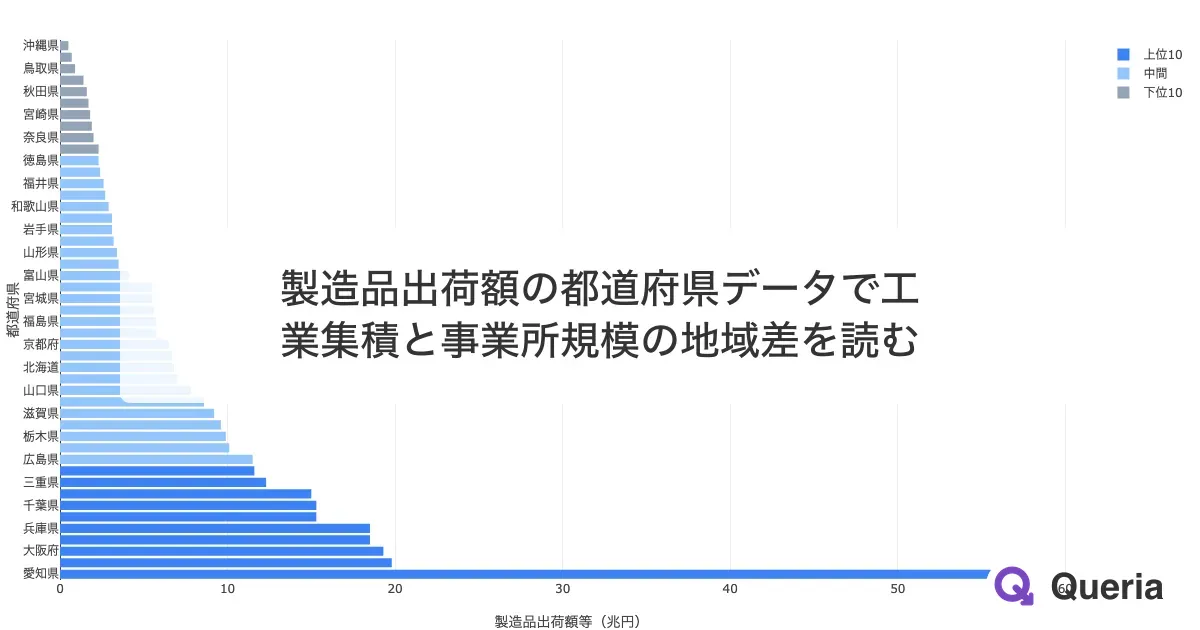 沖縄県
鳥取県
秋田県
宮崎県
奈良県
徳島県
福井県
和歌山県
岩手県
山形県
富山県
宮城県
福島県
京都府
北海道
山口県
滋賀県
栃木県
広島県
三重県
千葉県
兵庫県
大阪府
愛知県
都道府県
0 10 20 30 40 50 60
製造品出荷額等（兆円）
上位10
中間
下位10
製造品出荷額の都道府県データで工
業集積と事業所規模の地域差を読む
Queria